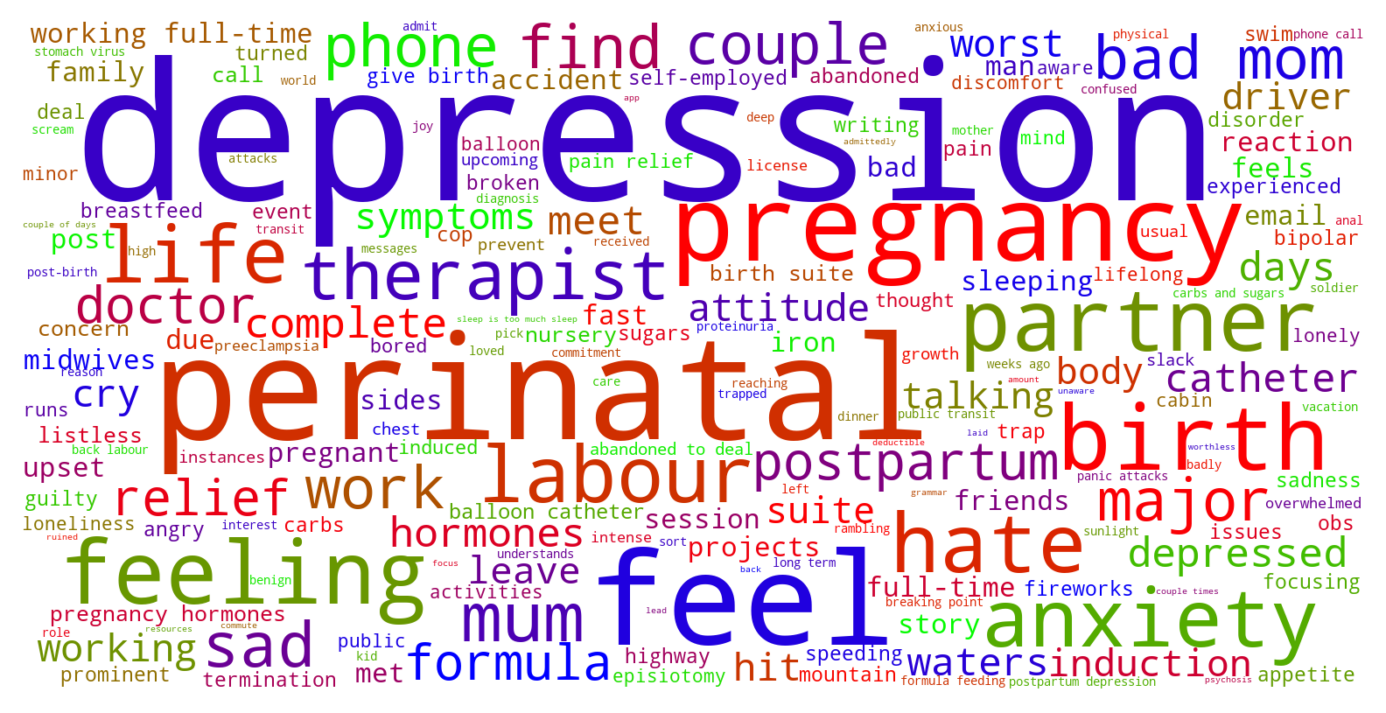 admit
anxious
physical
swim phone call
working full-time
phone
find
couple
worst
bad
mom
stomach virus
turned
family
call
world
give birth
accident
self-employed
abandoned
man
aware
discomfort
confused
driver
deal
scream
depression
app
joy
deep
writing
mother
mind
disorder
attacks
balloon
upcoming
pain relief
license
admittedly
bad
pain
reaction
feels
minor
broken
diagnosis
experienced
breastfeed
event
transit
symptoms
meet
pregnancy
usual
email
anal
couple of days
post
life
high
cop
messages
prevent
received
bipolar
post-birth
therapist
birth suite
sleeping
lifelong
days
carbs and sugars
soldier
doctor
complete
sleep is too much sleep
fast
attitude
thought
partner
concern
due
preeclampsia
bored
pick
nursery
sugars
proteinuria
iron
lonely
midwives
reason
loved
commitment
growth
weeks ago
slack
cry
perinatal
care
reaching
trapped
talking
amount
body
unaware
catheter
runs
sides
dinner
public transit
cabin
vacation
listless
chest
laid
trap
birth
back labour
instances
pregnant
induced
abandoned to deal
deductible
worthless
badly
upset
labour
postpartum
panic attacks
sadness
guilty
relief
work
left
grammar
friends
major
overwhelmed
loneliness
angry
interest
carbs
balloon catheter
session
suite
rambling
hate
sunlight
issues
obs
ruined
hormones
intense
sort
projects
depressed
feeling
benign
focus
understands
leave
back
long term
full-time
fireworks
couple times
focusing
pregnancy hormones
activities
mum
lead
feel
breaking point
story
anxiety
role
resources
commute
working
sad
public
kid
formula
highway
hit
speeding
waters
induction
prominent
termination
met
episiotomy
mountain
formula feeding
postpartum depression
psychosis
appetite